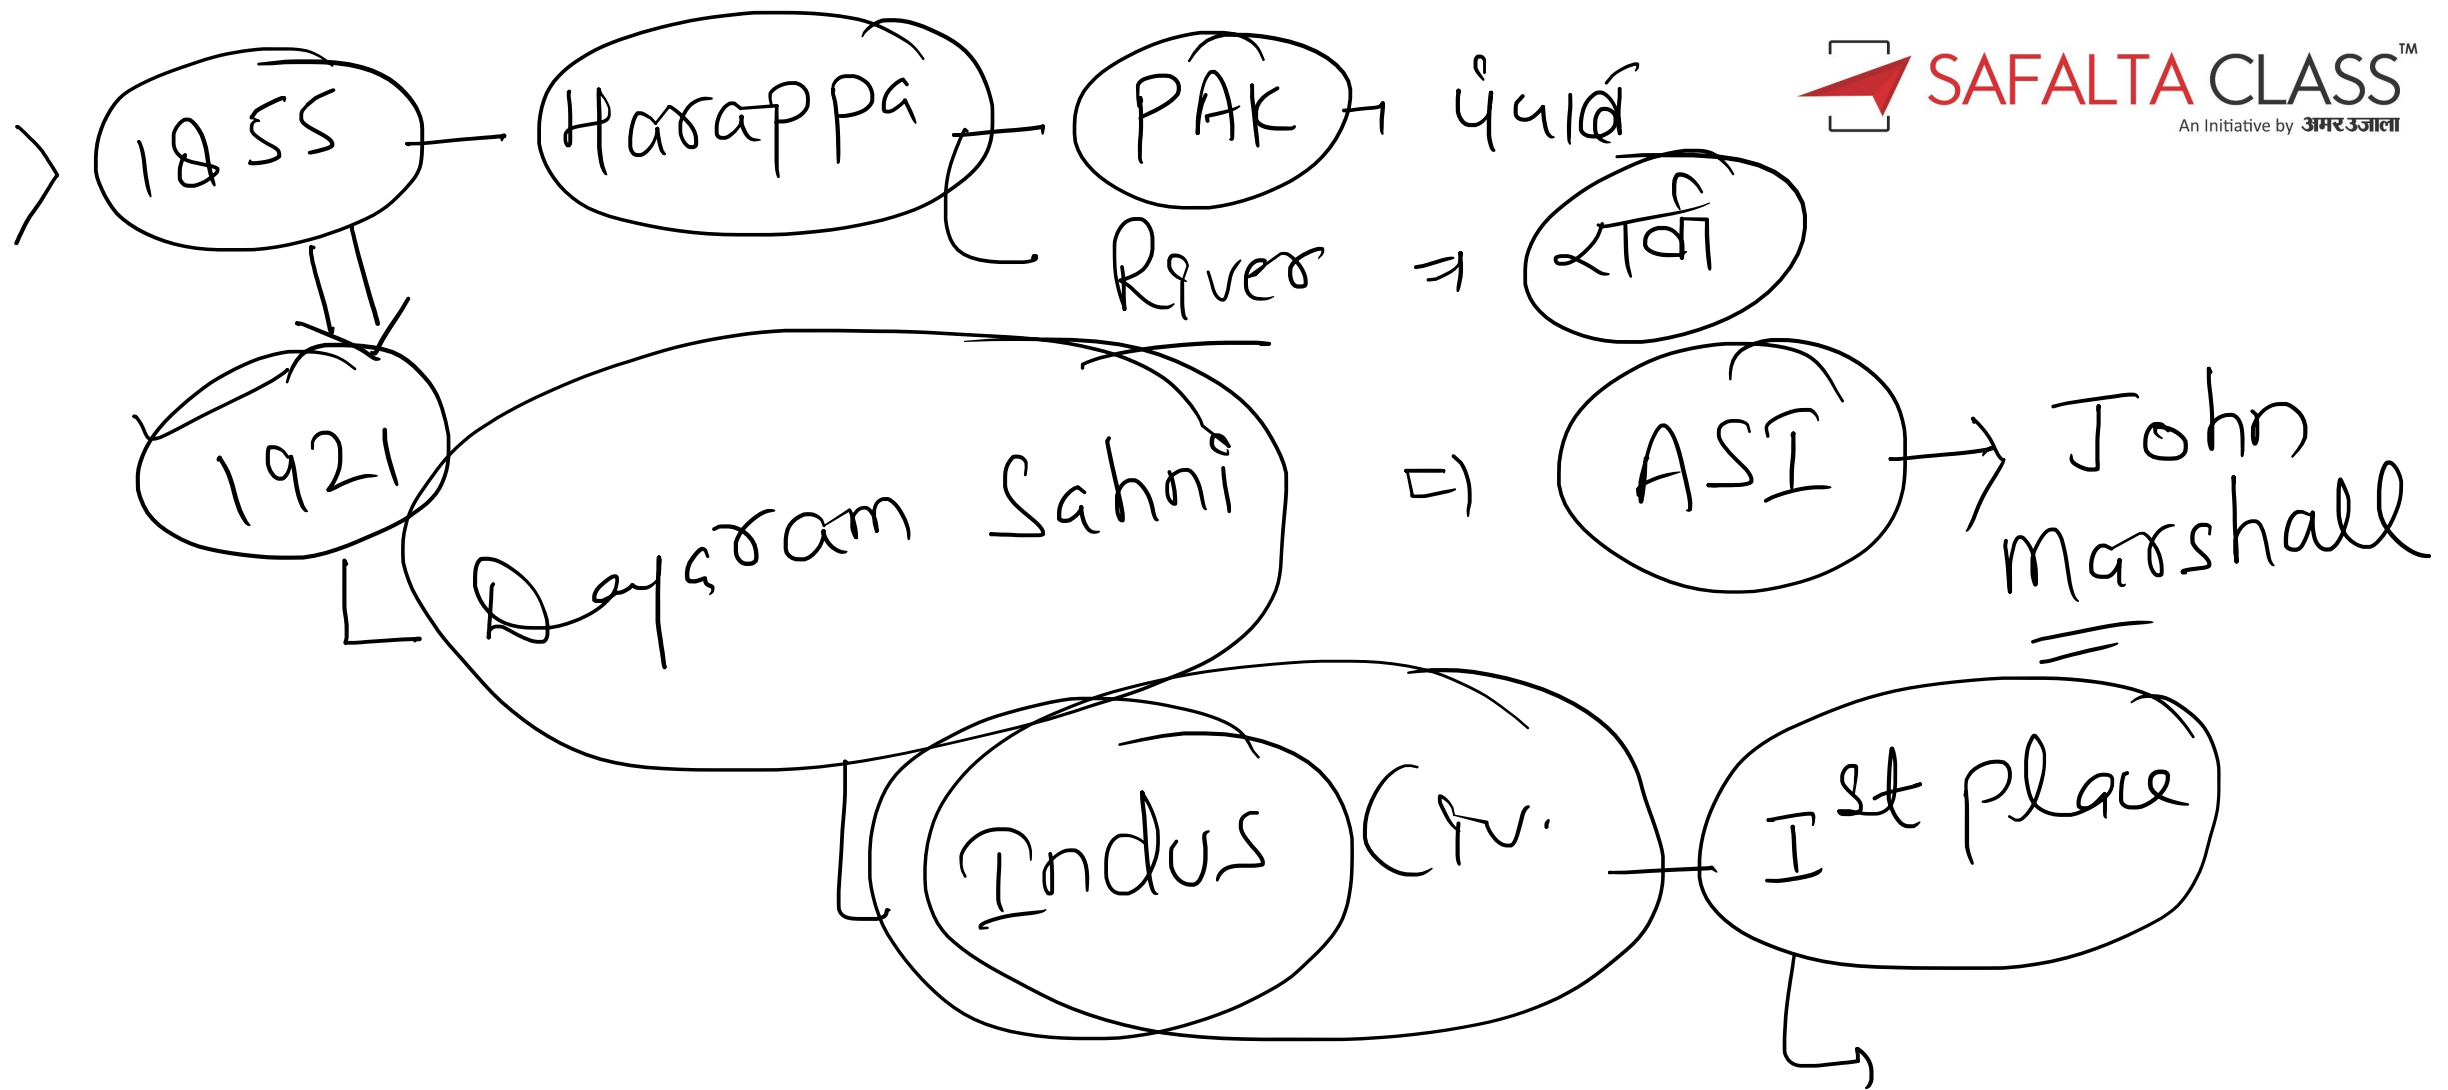 1855 - Harappa - PAK - पंजाब
River ⇒ रावी
1921
Dayaram Sahni ⇒ ASI → John Marshall
Indus Civ. - Ist place
SAFALTA CLASS™
An Initiative by अमर उजाला